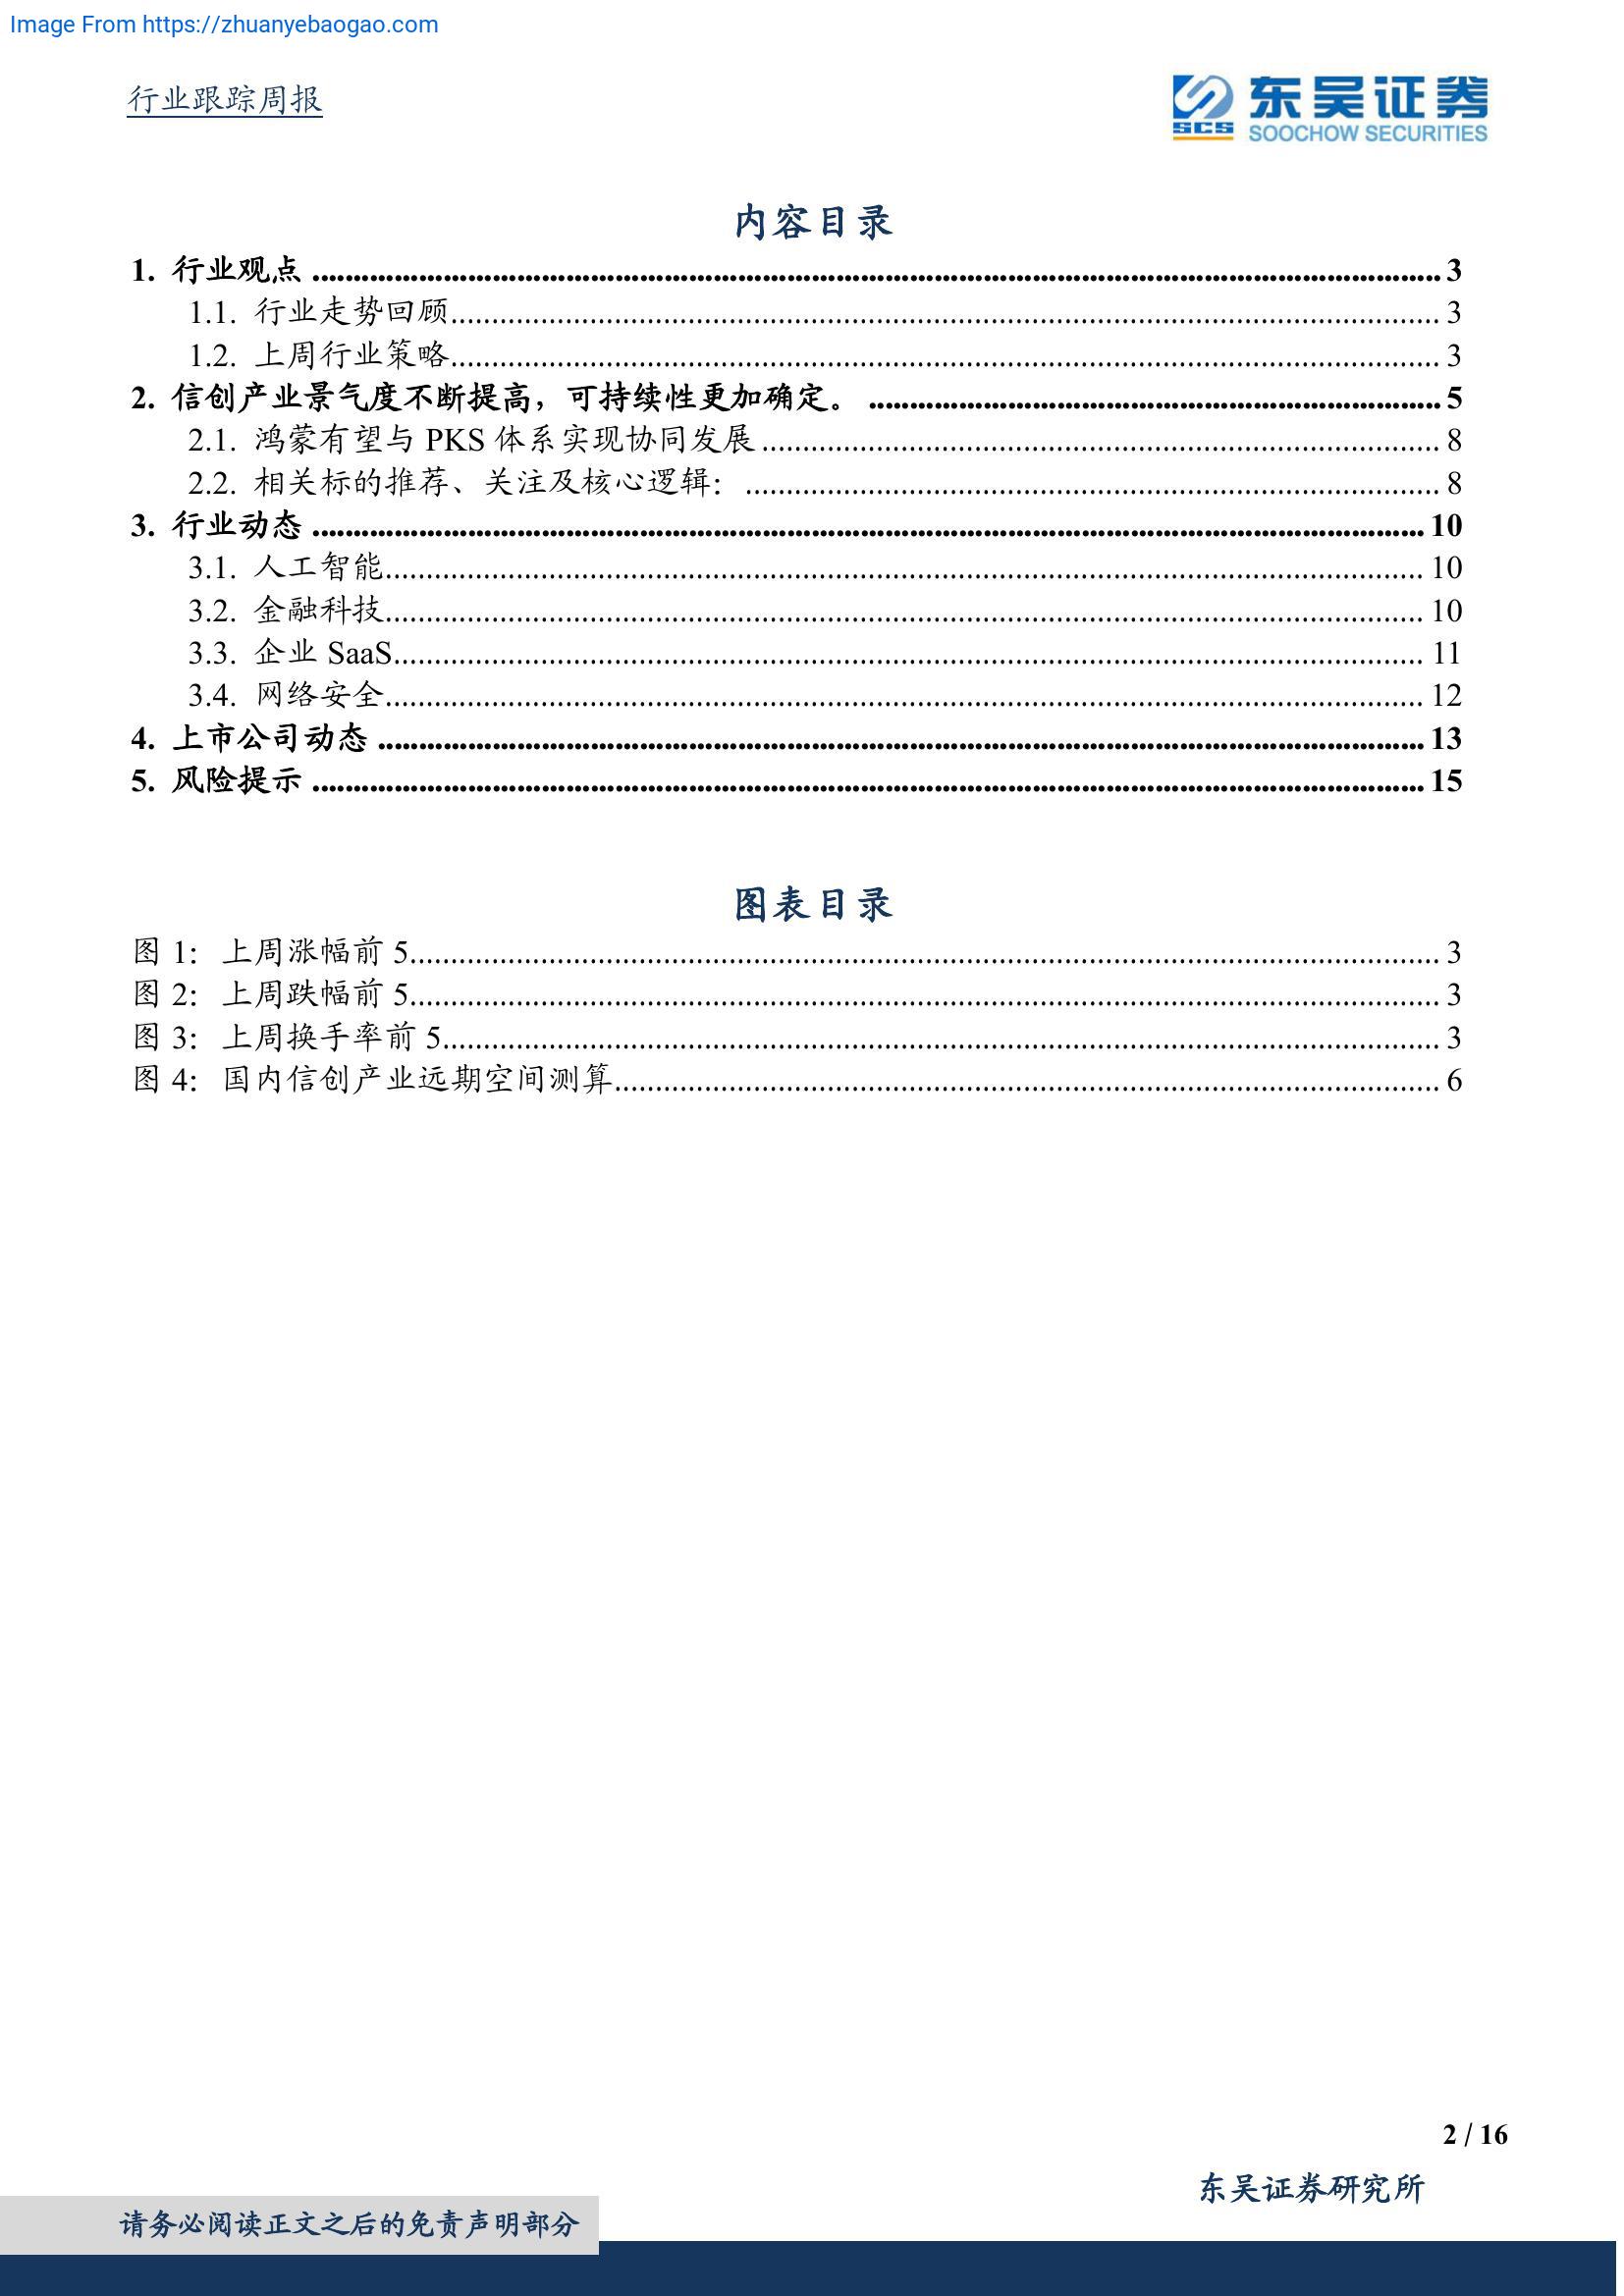 Image From https://zhuanyebaogao.com
行业跟踪周报
SCS 东吴证券
SOOCHOW SECURITIES
内容目录
1. 行业观点 ........ 3
1.1. 行业走势回顾 ........ 3
1.2. 上周行业策略 ........ 3
2. 信创产业景气度不断提高，可持续性更加确定。 ........ 5
2.1. 鸿蒙有望与 PKS 体系实现协同发展 ........ 8
2.2. 相关标的推荐、关注及核心逻辑： ........ 8
3. 行业动态 ........ 10
3.1. 人工智能 ........ 10
3.2. 金融科技 ........ 10
3.3. 企业 SaaS ........ 11
3.4. 网络安全 ........ 12
4. 上市公司动态 ........ 13
5. 风险提示 ........ 15
图表目录
图 1： 上周涨幅前 5 ........ 3
图 2： 上周跌幅前 5 ........ 3
图 3： 上周换手率前 5 ........ 3
图 4： 国内信创产业远期空间测算 ........ 6
2 / 16
东吴证券研究所
请务必阅读正文之后的免责声明部分